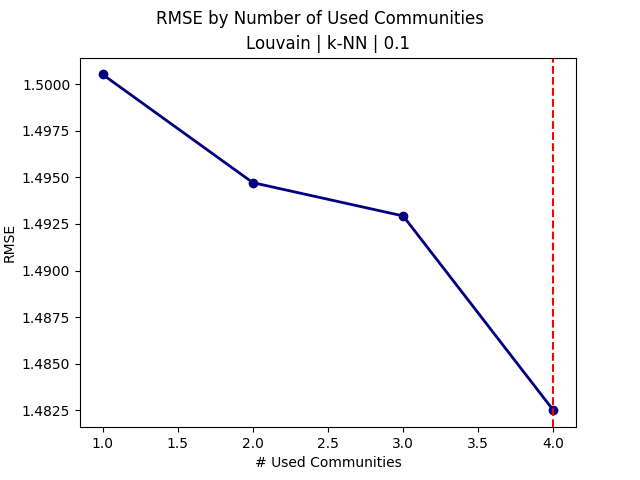 RMSE by Number of Used Communities
Louvain | k-NN | 0.1
1.5000
1.4975
1.4950
1.4925
1.4900
1.4875
1.4850
1.4825
RMSE
1.0 1.5 2.0 2.5 3.0 3.5 4.0
# Used Communities